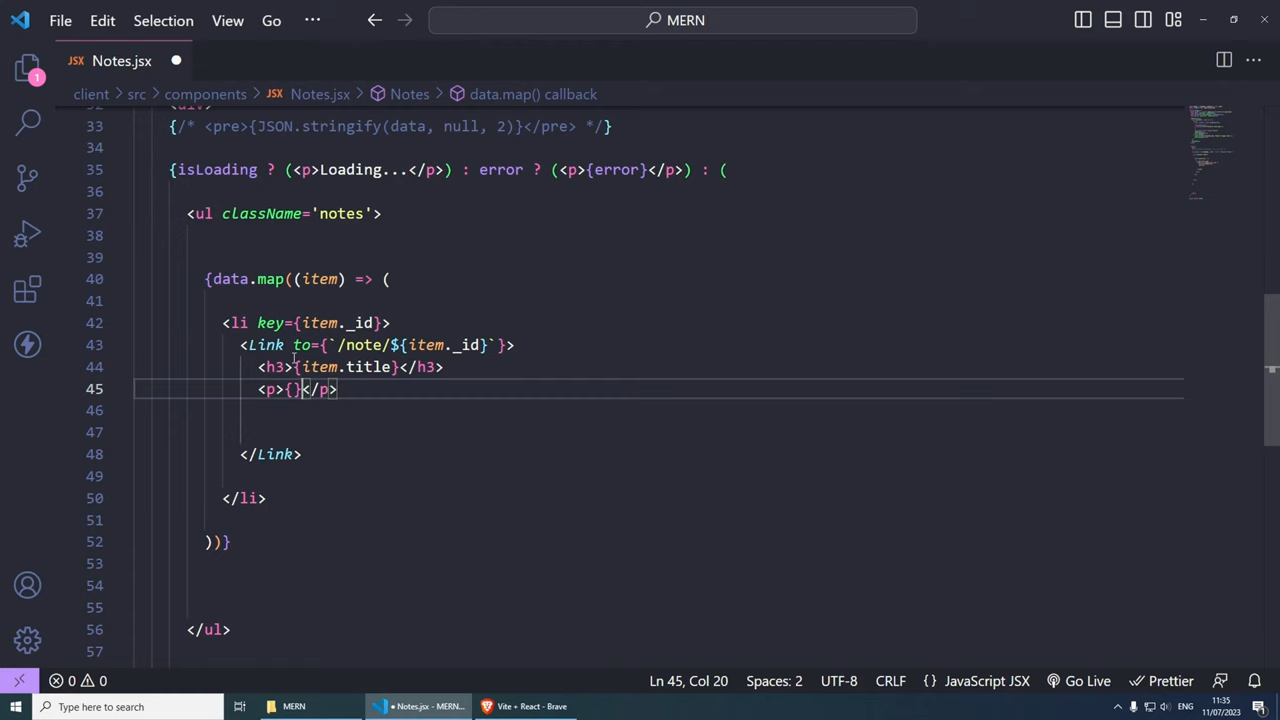 File Edit Selection View Go ··· MERN
JSX Notes.jsx
1
client > src > components > JSX Notes.jsx > Notes > data.map() callback
33 {/* <pre>{JSON.stringify(data, null, 2)}</pre> */}
34
35 {isLoading ? (<p>Loading...</p>) : error ? (<p>{error}</p>) : (
36
37 <ul className='notes'>
38
39
40 {data.map((item) => (
41
42 <li key={item._id}>
43 <Link to={`/note/${item._id}`}>
44 <h3>{item.title}</h3>
45 <p>{}</p>
46
47
48 </Link>
49
50 </li>
51
52 ))}
53
54
55
56 </ul>
57
0 0 Ln 45, Col 20 Spaces: 2 UTF-8 CRLF {} JavaScript JSX Go Live Prettier
Type here to search MERN Notes.jsx - MERN... Vite + React - Brave ENG 11:35
11/07/2023